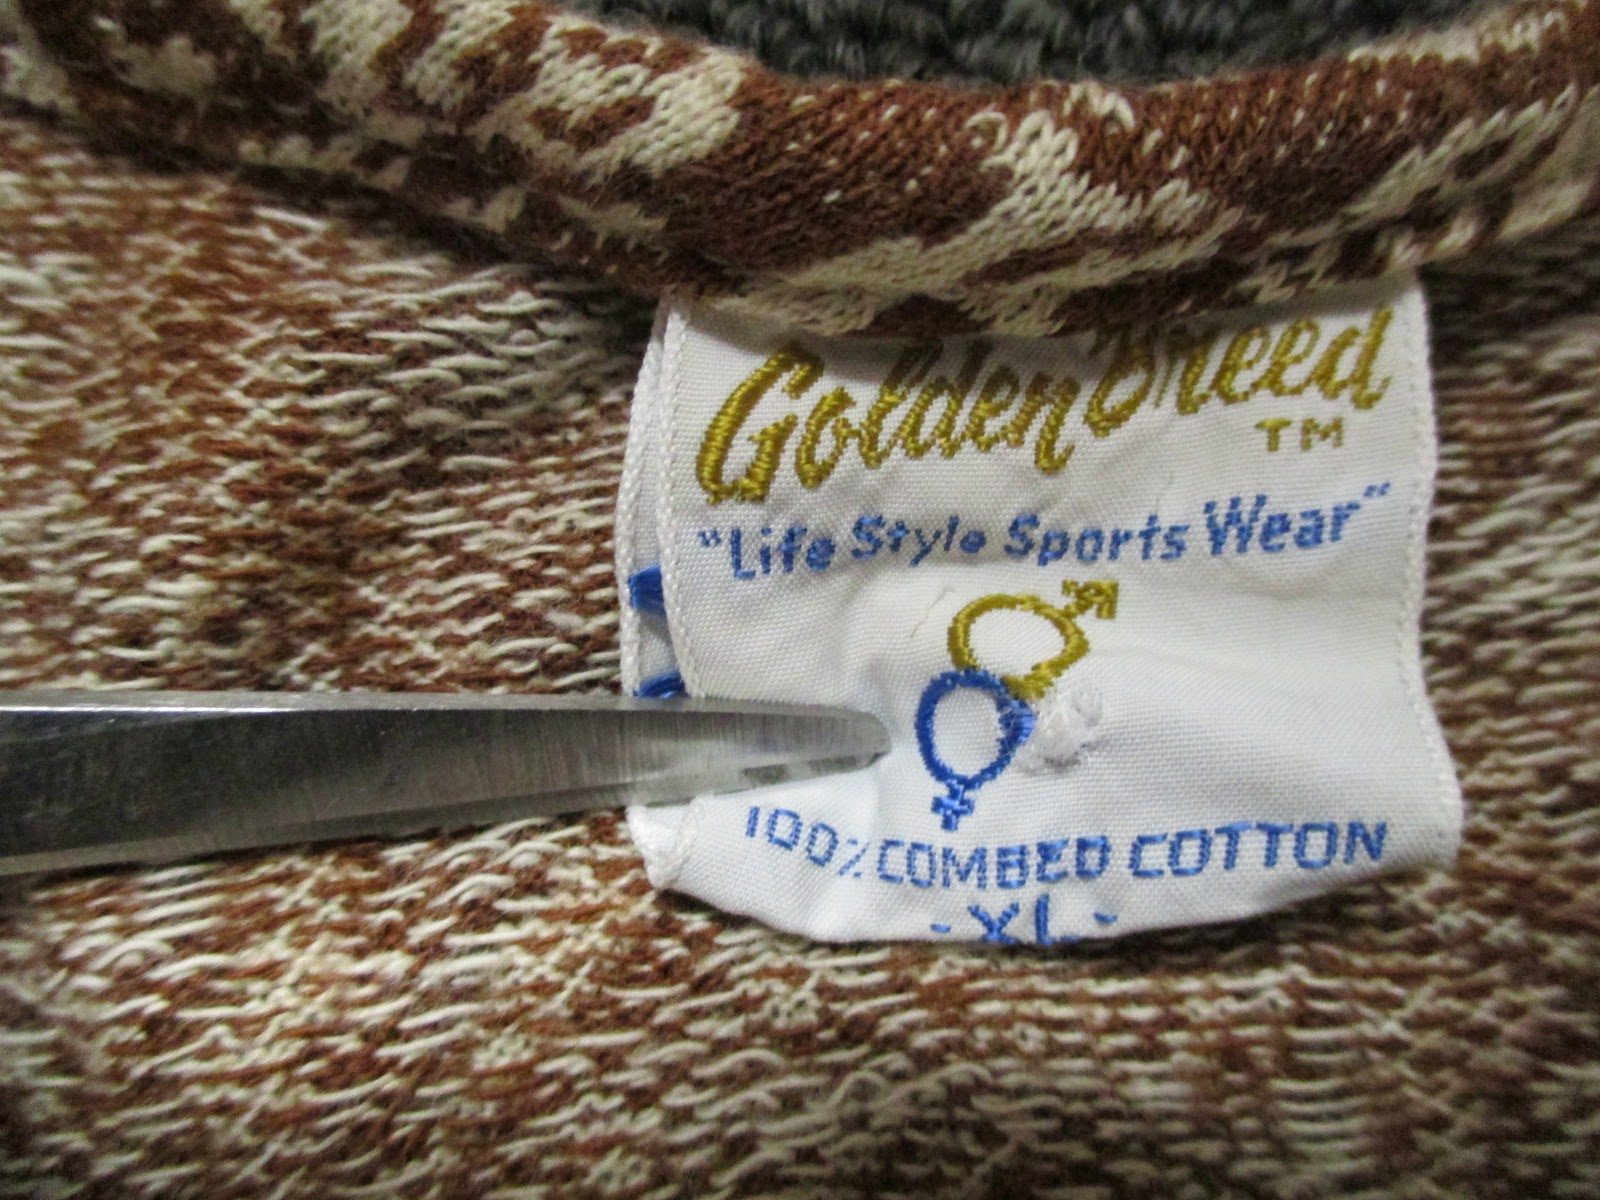 Golden Breed
TM
"Life Style Sports Wear"
100% COMBED COTTON
-XL-